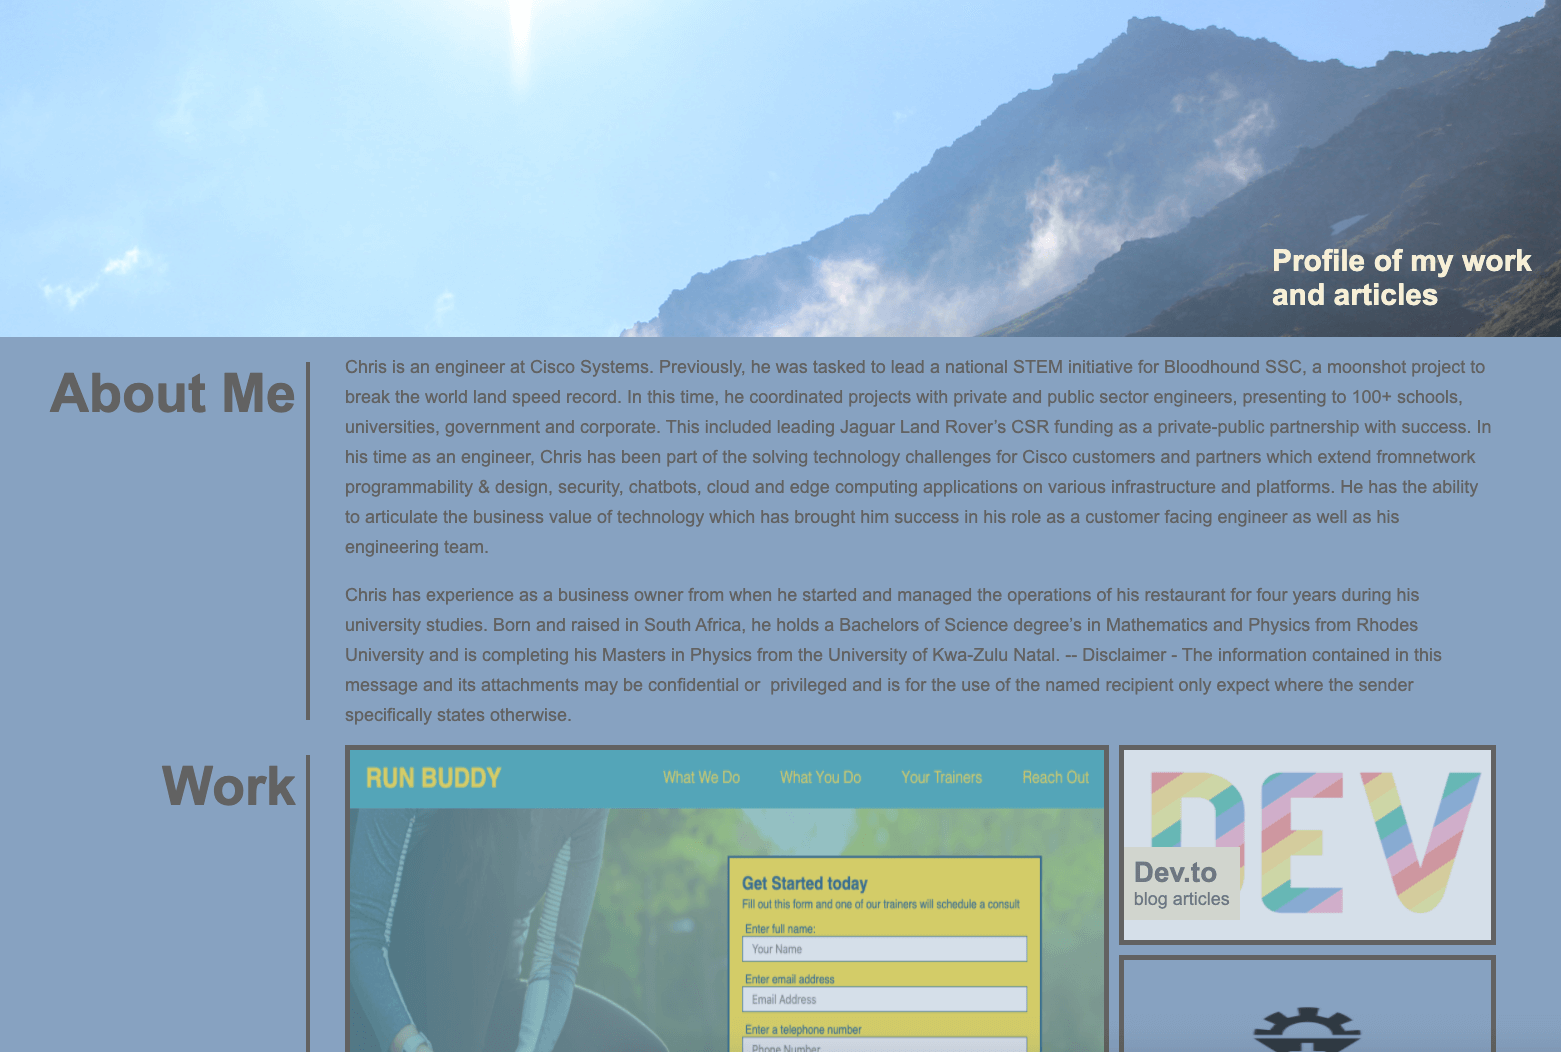 Profile of my work
and articles
About Me
Chris is an engineer at Cisco Systems. Previously, he was tasked to lead a national STEM initiative for Bloodhound SSC, a moonshot project to
break the world land speed record. In this time, he coordinated projects with private and public sector engineers, presenting to 100+ schools,
universities, government and corporate. This included leading Jaguar Land Rover’s CSR funding as a private-public partnership with success. In
his time as an engineer, Chris has been part of the solving technology challenges for Cisco customers and partners which extend fromnetwork
programmability & design, security, chatbots, cloud and edge computing applications on various infrastructure and platforms. He has the ability
to articulate the business value of technology which has brought him success in his role as a customer facing engineer as well as his
engineering team.
Chris has experience as a business owner from when he started and managed the operations of his restaurant for four years during his
university studies. Born and raised in South Africa, he holds a Bachelors of Science degree’s in Mathematics and Physics from Rhodes
University and is completing his Masters in Physics from the University of Kwa-Zulu Natal. -- Disclaimer - The information contained in this
message and its attachments may be confidential or  privileged and is for the use of the named recipient only expect where the sender
specifically states otherwise.
Work
RUN BUDDY
What We Do
What You Do
Your Trainers
Reach Out
Get Started today
Fill out this form and one of our trainers will schedule a consult
Enter full name:
Your Name
Enter email address
Email Address
Enter a telephone number
Phone Number
DEV
Dev.to
blog articles